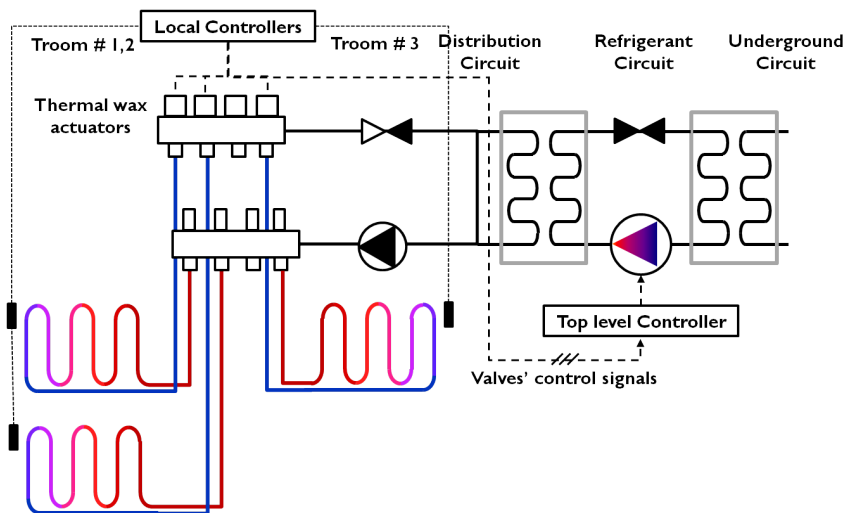 Local Controllers
Troom # 1,2
Troom # 3
Distribution
Circuit
Refrigerant
Circuit
Underground
Circuit
Thermal wax
actuators
Top level Controller
Valves' control signals